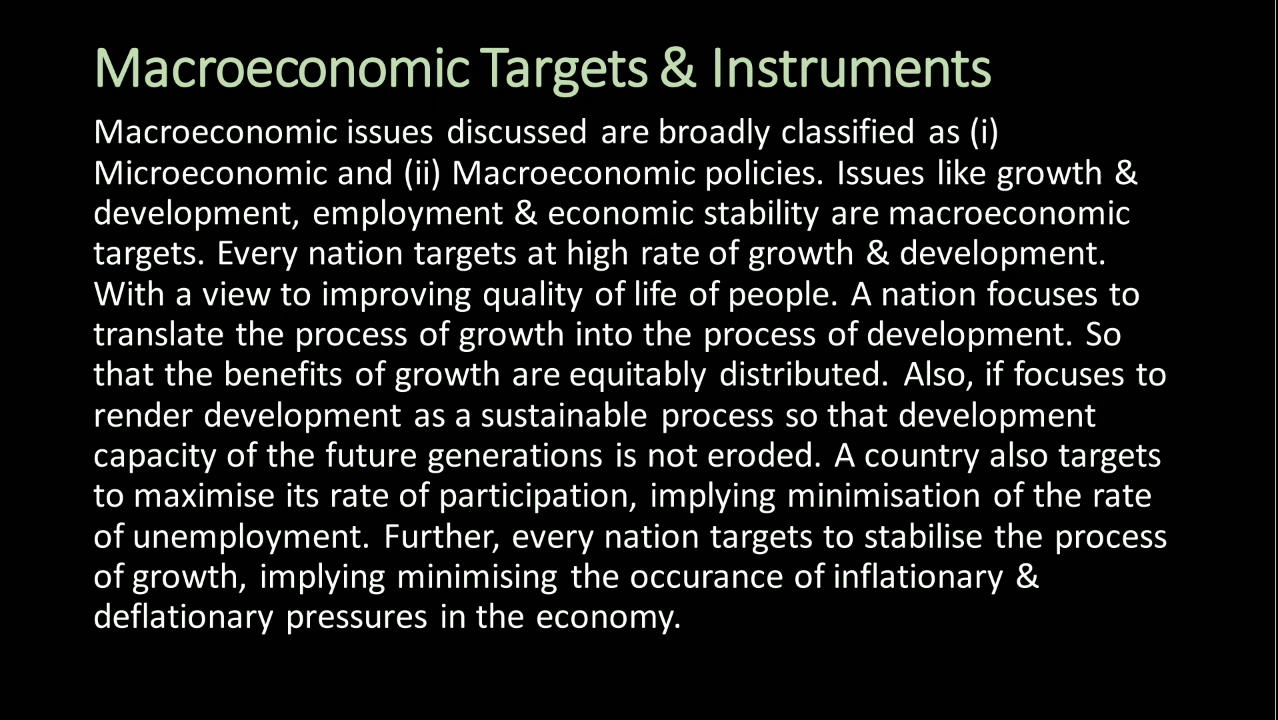 Macroeconomic Targets & Instruments
Macroeconomic issues discussed are broadly classified as (i)
Microeconomic and (ii) Macroeconomic policies. Issues like growth &
development, employment & economic stability are macroeconomic
targets. Every nation targets at high rate of growth & development.
With a view to improving quality of life of people. A nation focuses to
translate the process of growth into the process of development. So
that the benefits of growth are equitably distributed. Also, if focuses to
render development as a sustainable process so that development
capacity of the future generations is not eroded. A country also targets
to maximise its rate of participation, implying minimisation of the rate
of unemployment. Further, every nation targets to stabilise the process
of growth, implying minimising the occurance of inflationary &
deflationary pressures in the economy.